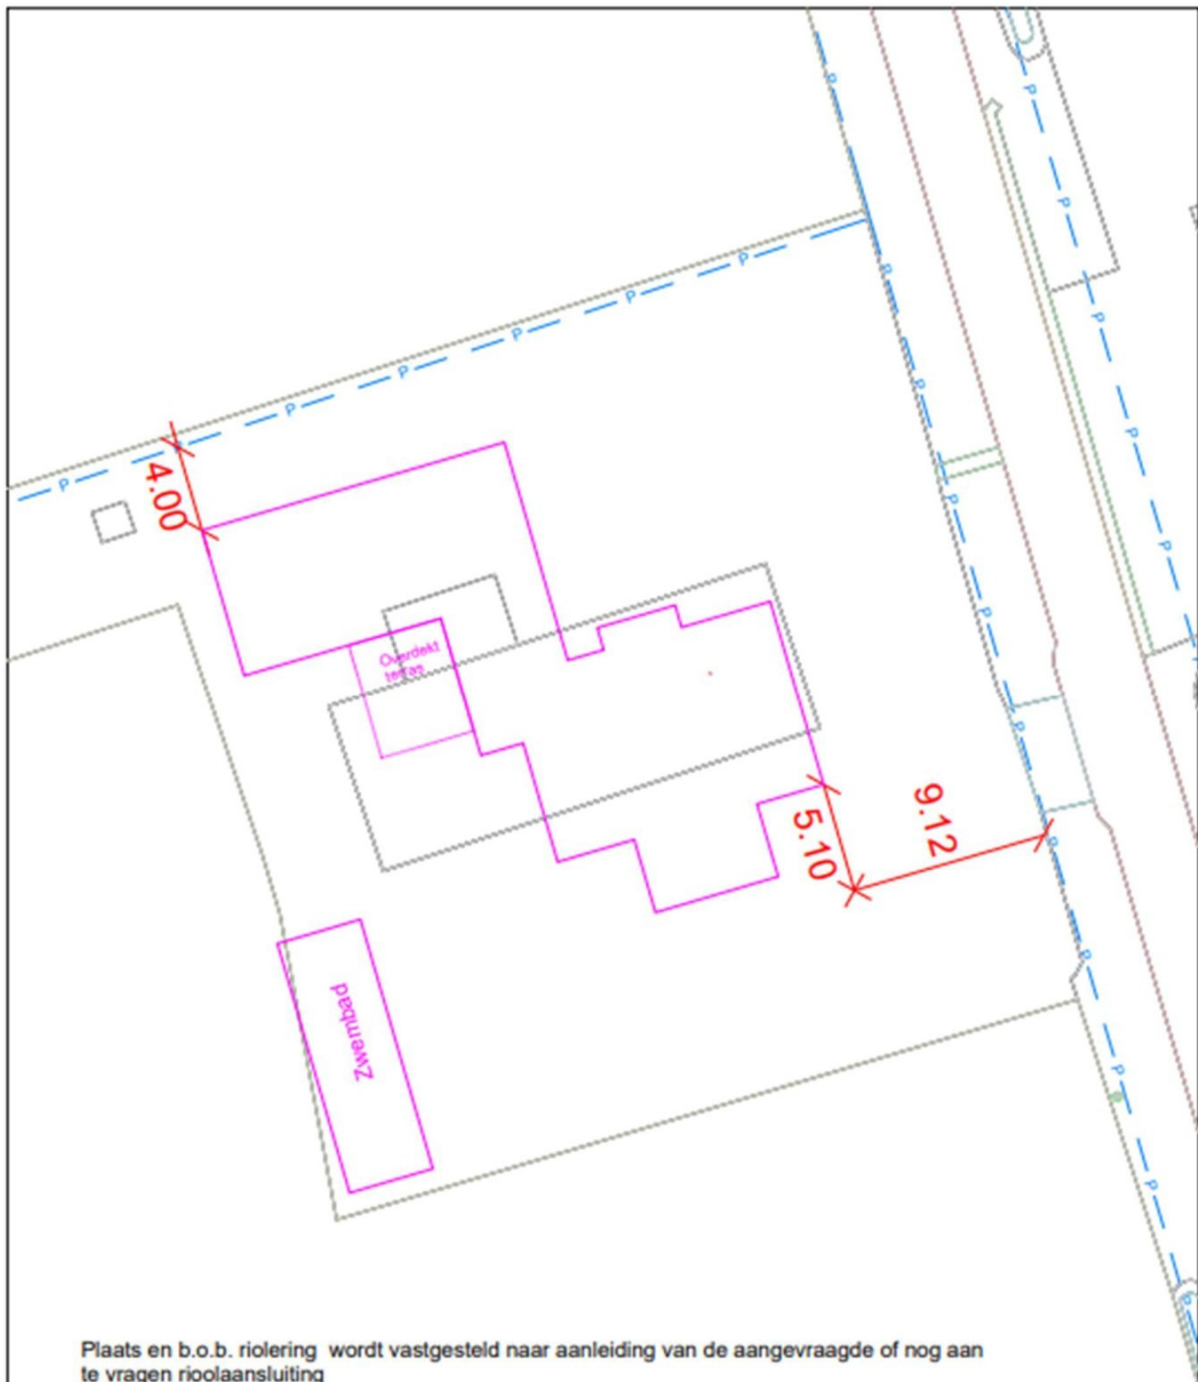 P
P
P
P
P
P
P
P
P
P
P
P
P
P
4.00
P
P
P
P
P
Overdekt
terras
P
9.12
5.10
P
P
Zwembad
P
P
P
Plaats en b.o.b. riolering wordt vastgesteld naar aanleiding van de aangevraagde of nog aan
te vragen rioolaansluiting